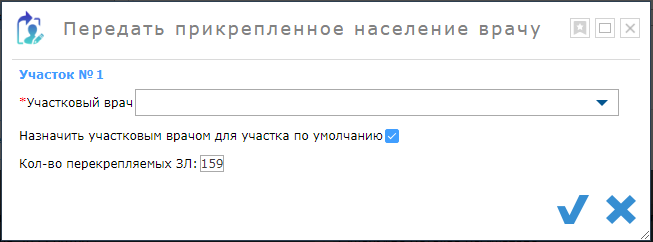 Передать прикрепленное население врачу
Участок № 1
*Участковый врач
Назначить участковым врачом для участка по умолчанию
Кол-во перекрепляемых ЗЛ: 159